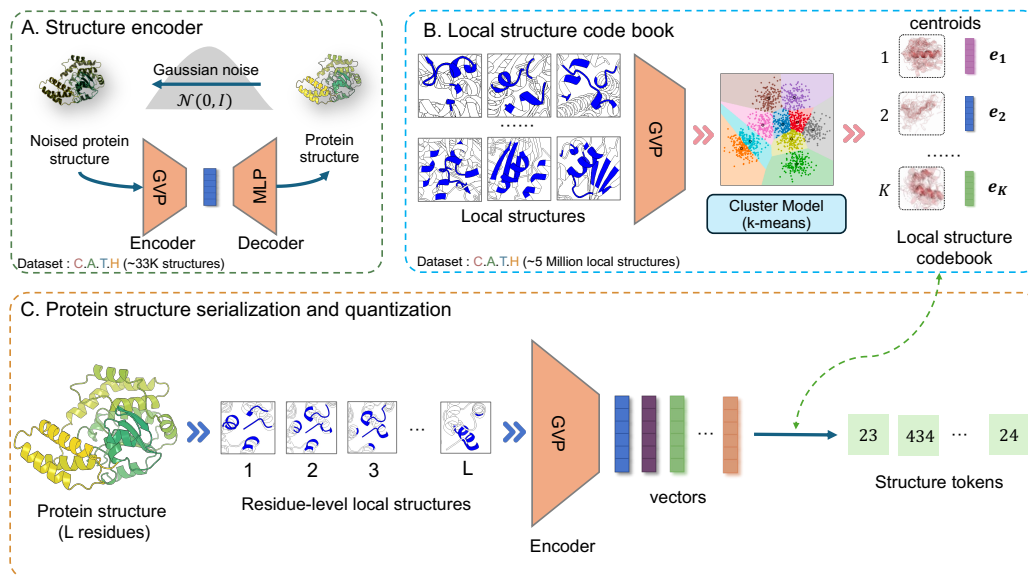 A. Structure encoder
Gaussian noise
𝒩(0, I)
Noised protein
structure
Protein
structure
GVP
MLP
Encoder
Decoder
Dataset : C.A.T.H (~33K structures)
B. Local structure code book
......
Local structures
GVP
Cluster Model
(k-means)
centroids
1
e₁
2
e₂
......
K
e_K
Local structure
codebook
Dataset : C.A.T.H (~5 Million local structures)
C. Protein structure serialization and quantization
Protein structure
(L residues)
1 2 3 ... L
Residue-level local structures
GVP
Encoder
...
vectors
23 434 ... 24
Structure tokens